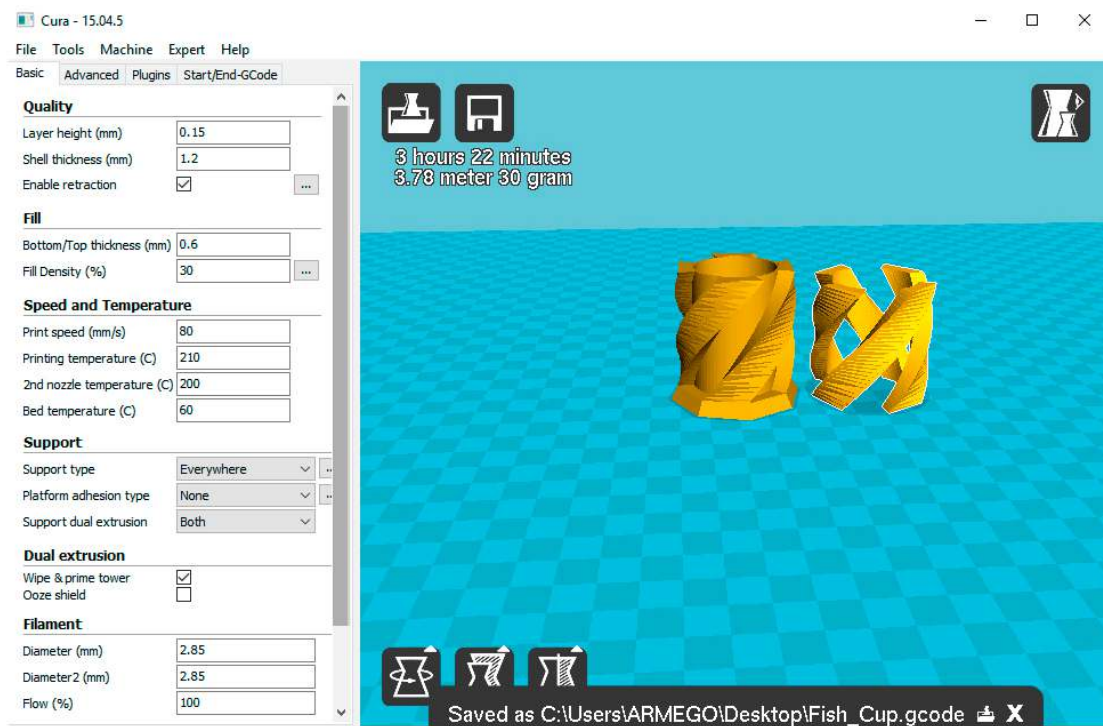 Cura - 15.04.5
File Tools Machine Expert Help
Basic Advanced Plugins Start/End-GCode
Quality
Layer height (mm) 0.15
Shell thickness (mm) 1.2
Enable retraction ...
Fill
Bottom/Top thickness (mm) 0.6
Fill Density (%) 30 ...
Speed and Temperature
Print speed (mm/s) 80
Printing temperature (C) 210
2nd nozzle temperature (C) 200
Bed temperature (C) 60
Support
Support type Everywhere ..
Platform adhesion type None ..
Support dual extrusion Both
Dual extrusion
Wipe & prime tower
Ooze shield
Filament
Diameter (mm) 2.85
Diameter2 (mm) 2.85
Flow (%) 100
3 hours 22 minutes
3.78 meter 30 gram
Saved as C:\Users\ARMEGO\Desktop\Fish_Cup.gcode X